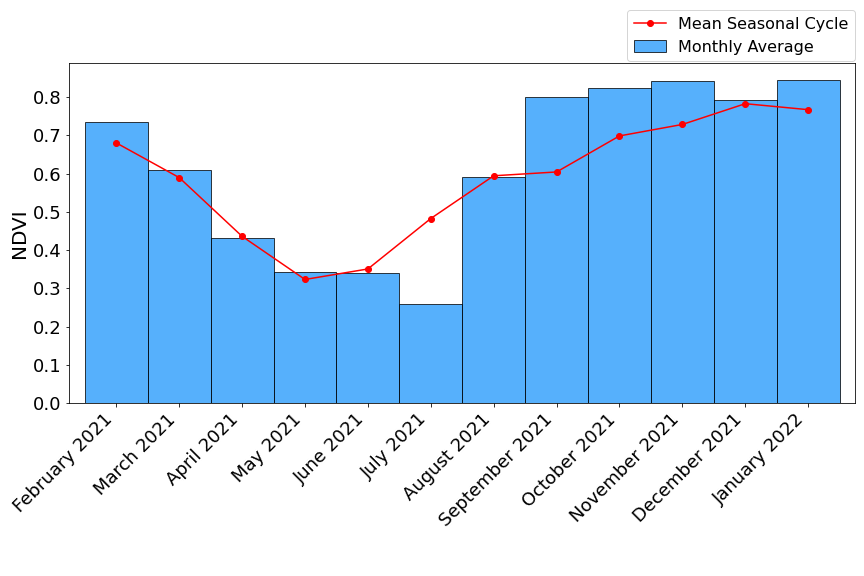 Mean Seasonal Cycle
Monthly Average
NDVI
0.8
0.7
0.6
0.5
0.4
0.3
0.2
0.1
0.0
February 2021
March 2021
April 2021
May 2021
June 2021
July 2021
August 2021
September 2021
October 2021
November 2021
December 2021
January 2022